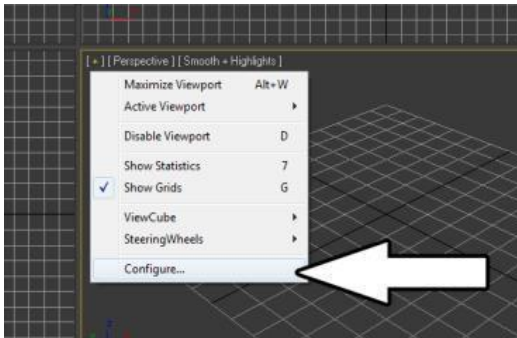 [ + ] [ Perspective ] [ Smooth + Highlights ]
Maximize Viewport Alt+W
Active Viewport
Disable Viewport D
Show Statistics 7
Show Grids G
ViewCube
SteeringWheels
Configure...